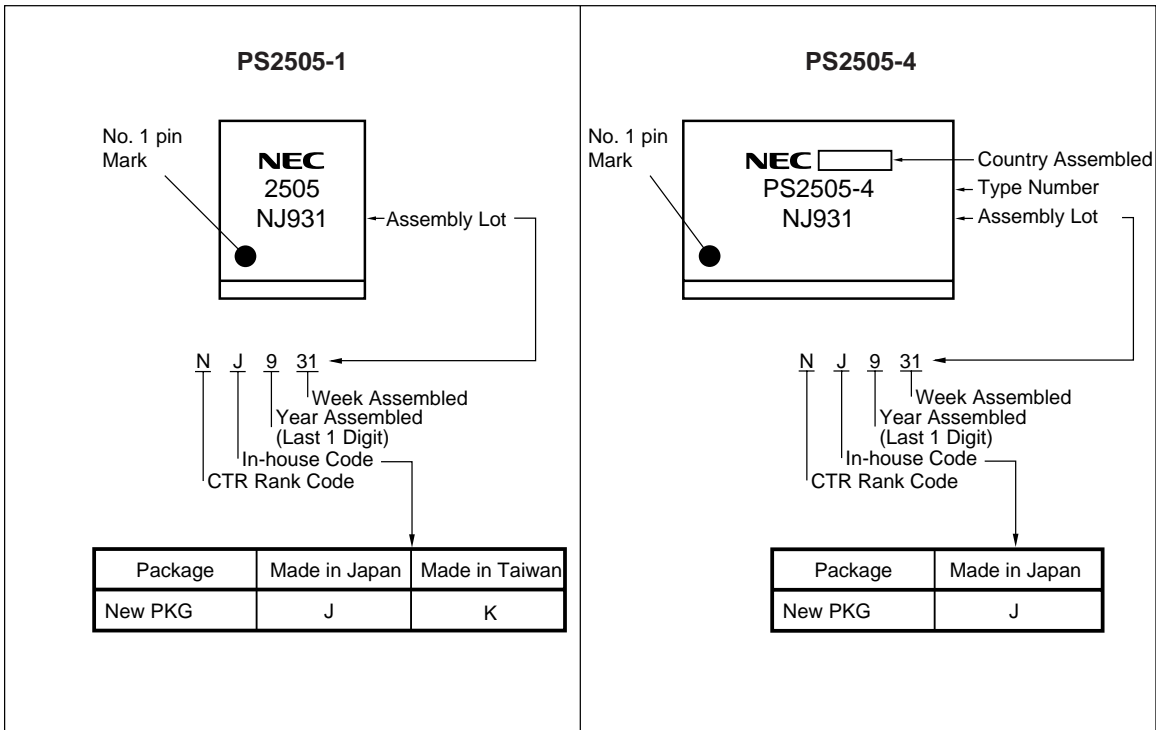 PS2505-1
No. 1 pin
Mark
NEC
2505
NJ931
Assembly Lot
N J 9 31
Week Assembled
Year Assembled
(Last 1 Digit)
In-house Code
CTR Rank Code
Package Made in Japan Made in Taiwan
New PKG J K
PS2505-4
No. 1 pin
Mark
NEC
PS2505-4
NJ931
Country Assembled
Type Number
Assembly Lot
N J 9 31
Week Assembled
Year Assembled
(Last 1 Digit)
In-house Code
CTR Rank Code
Package Made in Japan
New PKG J